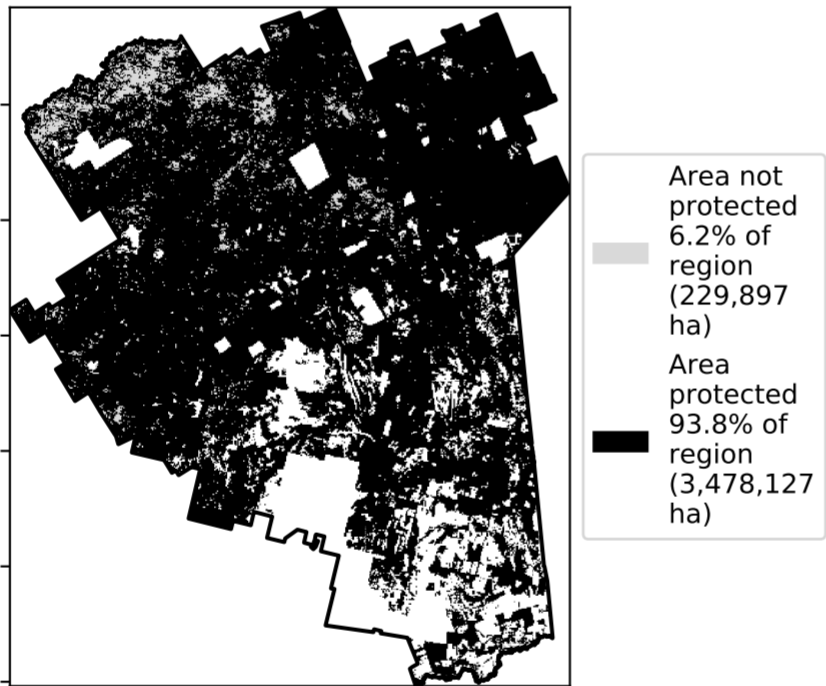 Area not
protected
6.2% of
region
(229,897
ha)
Area
protected
93.8% of
region
(3,478,127
ha)